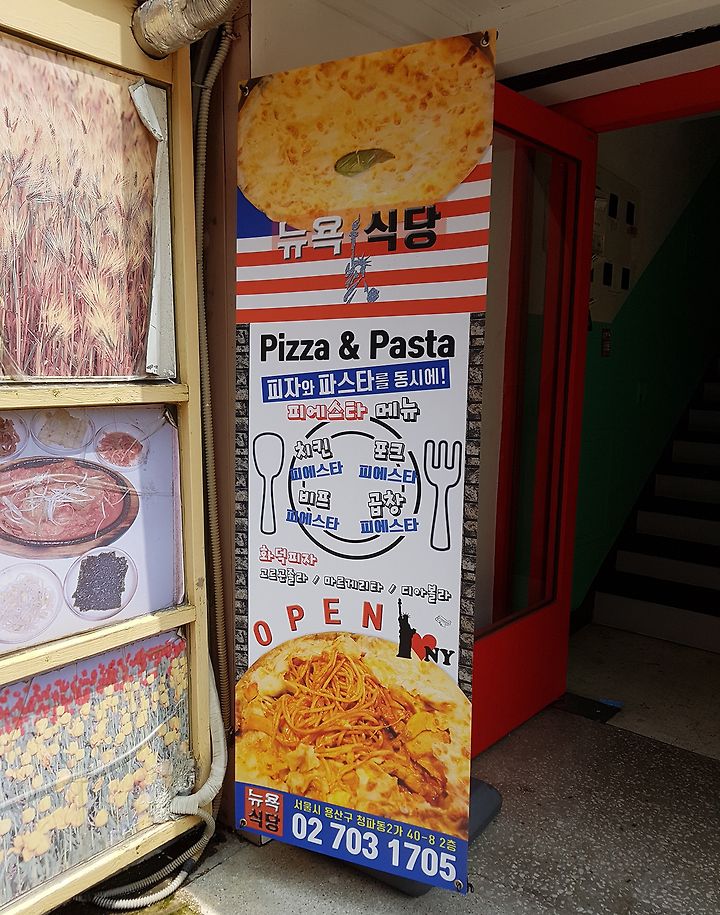 뉴욕 식당
Pizza & Pasta
피자와 파스타를 동시에!
피에스타 메뉴
치킨 피에스타
포크 피에스타
비프 피에스타
곱창 피에스타
화덕피자
고르곤졸라 / 마르게리타 / 디아볼라
OPEN
NY
뉴욕 식당
서울시 용산구 청파동2가 40-8 2층
02 703 1705